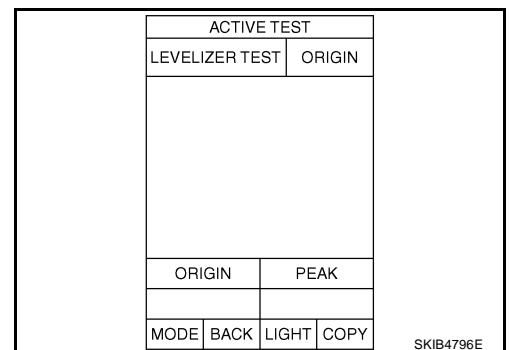 ACTIVE TEST
LEVELIZER TEST ORIGIN
ORIGIN PEAK
MODE BACK LIGHT COPY
SKIB4796E